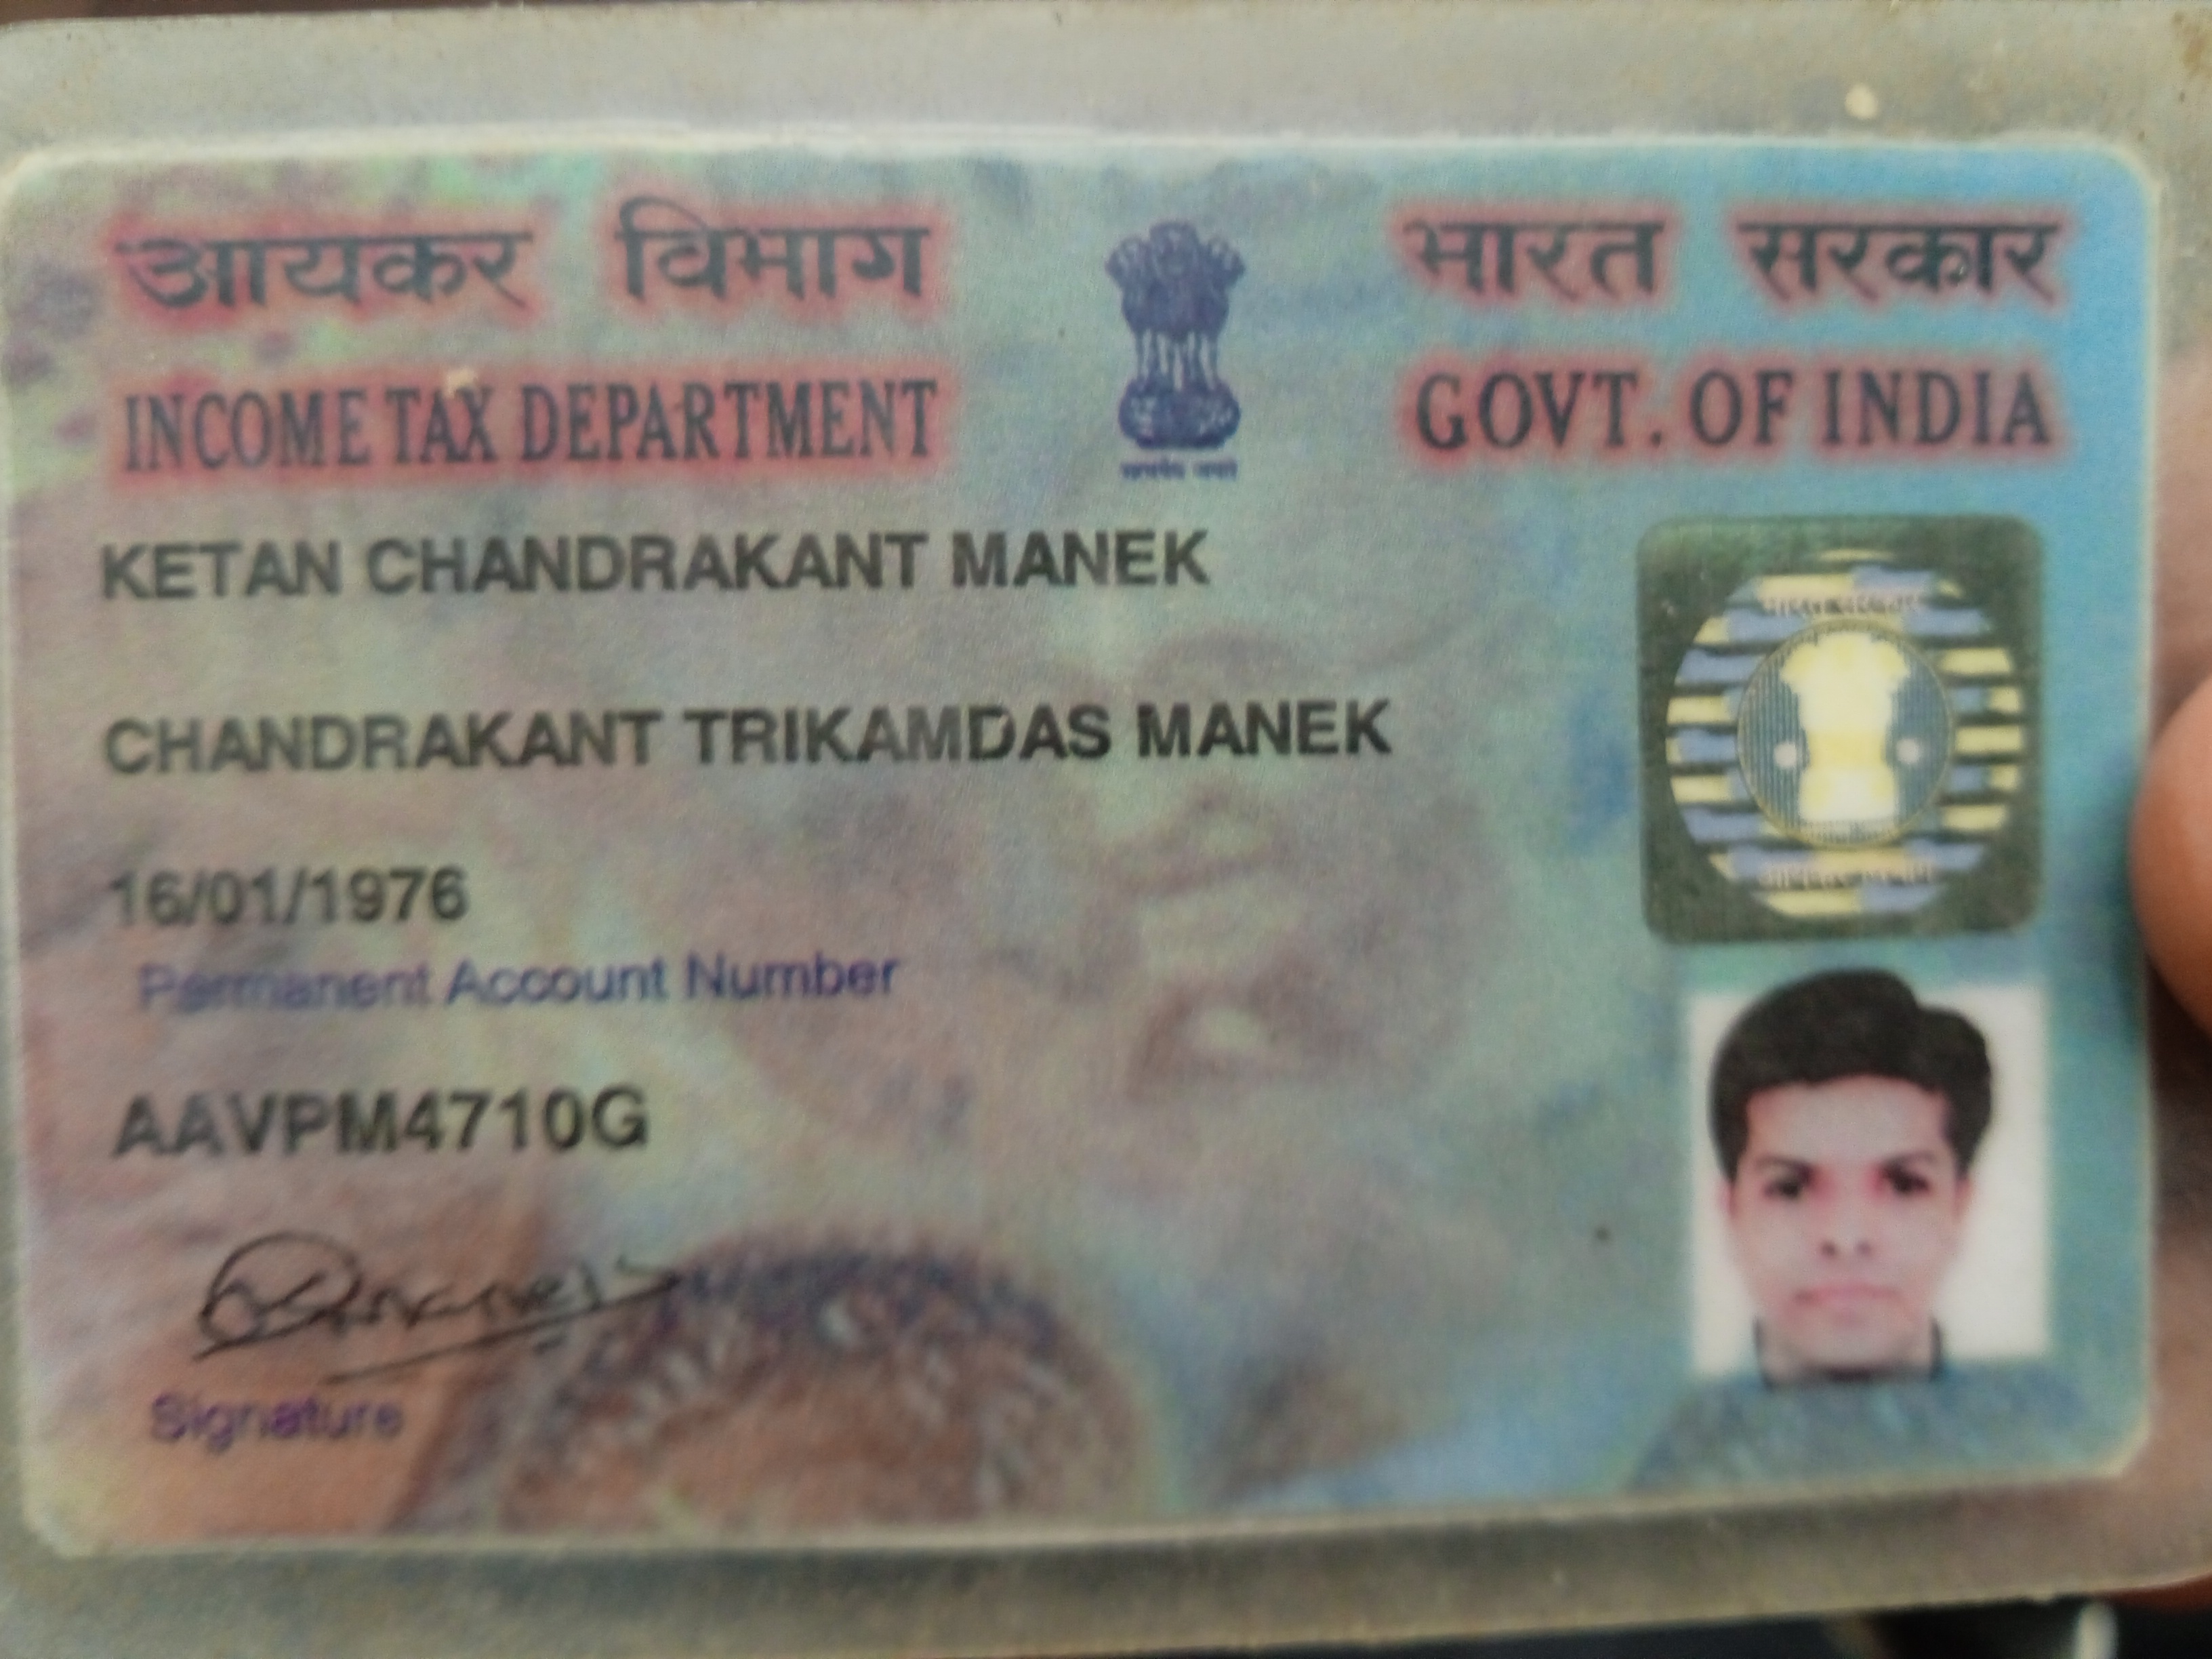 आयकर विभाग
INCOME TAX DEPARTMENT
भारत सरकार
GOVT. OF INDIA
सत्यमेव जयते
KETAN CHANDRAKANT MANEK
CHANDRAKANT TRIKAMDAS MANEK
16/01/1976
Permanent Account Number
AAVPM4710G
Signature